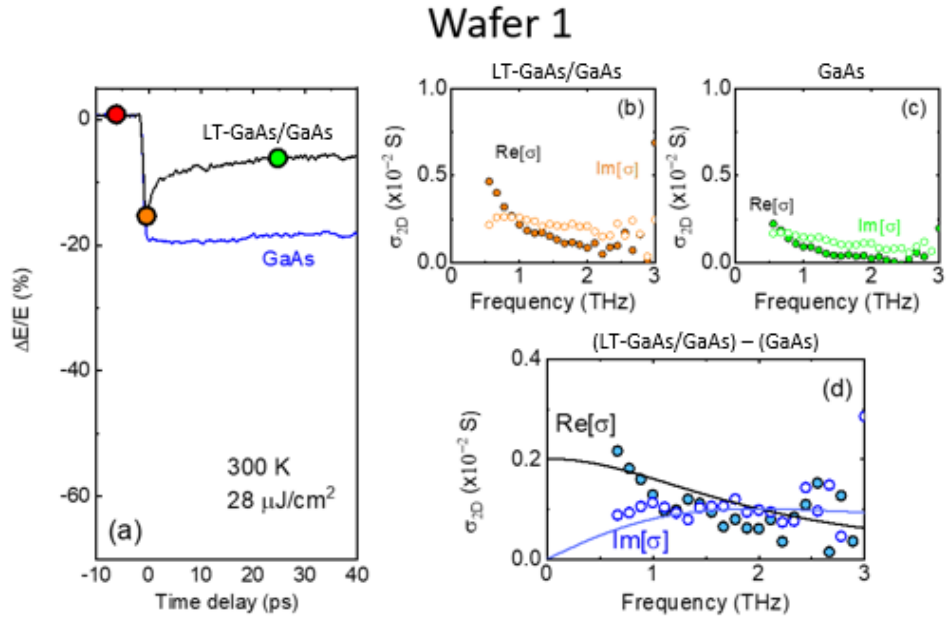 Wafer 1
0
-20
-40
-60
-10
0
10
20
30
40
ΔE/E (%)
Time delay (ps)
LT-GaAs/GaAs
GaAs
300 K
28 μJ/cm²
(a)
LT-GaAs/GaAs
1.0
0.5
0.0
0
1
2
3
σ2D (x10⁻² S)
Frequency (THz)
Re[σ]
Im[σ]
(b)
GaAs
1.0
0.5
0.0
0
1
2
3
σ2D (x10⁻² S)
Frequency (THz)
Re[σ]
Im[σ]
(c)
(LT-GaAs/GaAs) – (GaAs)
0.4
0.2
0.0
0
1
2
3
σ2D (x10⁻² S)
Frequency (THz)
Re[σ]
Im[σ]
(d)